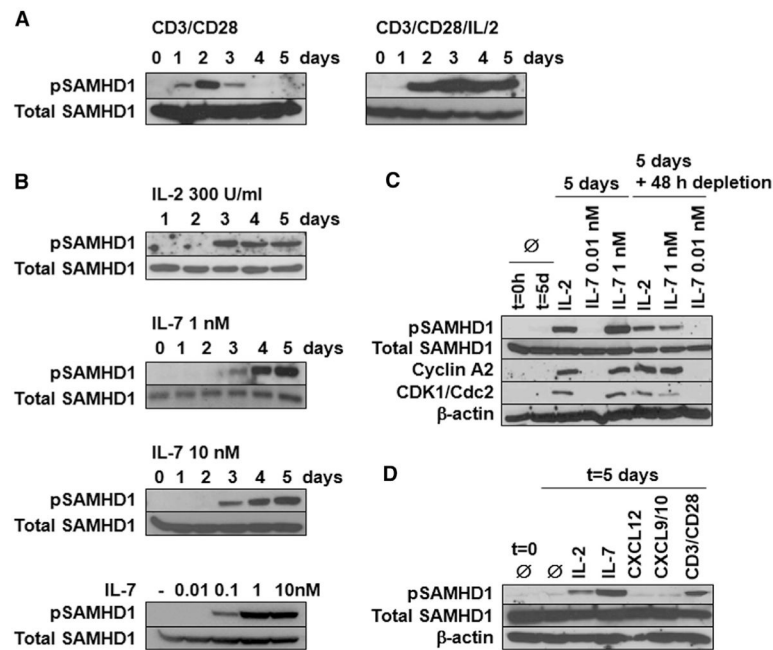 A
CD3/CD28
0 1 2 3 4 5 days
pSAMHD1
Total SAMHD1
CD3/CD28/IL/2
0 1 2 3 4 5 days
B
IL-2 300 U/ml
1 2 3 4 5 days
pSAMHD1
Total SAMHD1
IL-7 1 nM
0 1 2 3 4 5 days
pSAMHD1
Total SAMHD1
IL-7 10 nM
0 1 2 3 4 5 days
pSAMHD1
Total SAMHD1
IL-7 - 0.01 0.1 1 10nM
pSAMHD1
Total SAMHD1
C
5 days
5 days
+ 48 h depletion
∅
t=0h
t=5d
IL-2
IL-7 0.01 nM
IL-7 1 nM
IL-2
IL-7 1 nM
IL-7 0.01 nM
pSAMHD1
Total SAMHD1
Cyclin A2
CDK1/Cdc2
β-actin
D
t=5 days
t=0
∅
∅
IL-2
IL-7
CXCL12
CXCL9/10
CD3/CD28
pSAMHD1
Total SAMHD1
β-actin